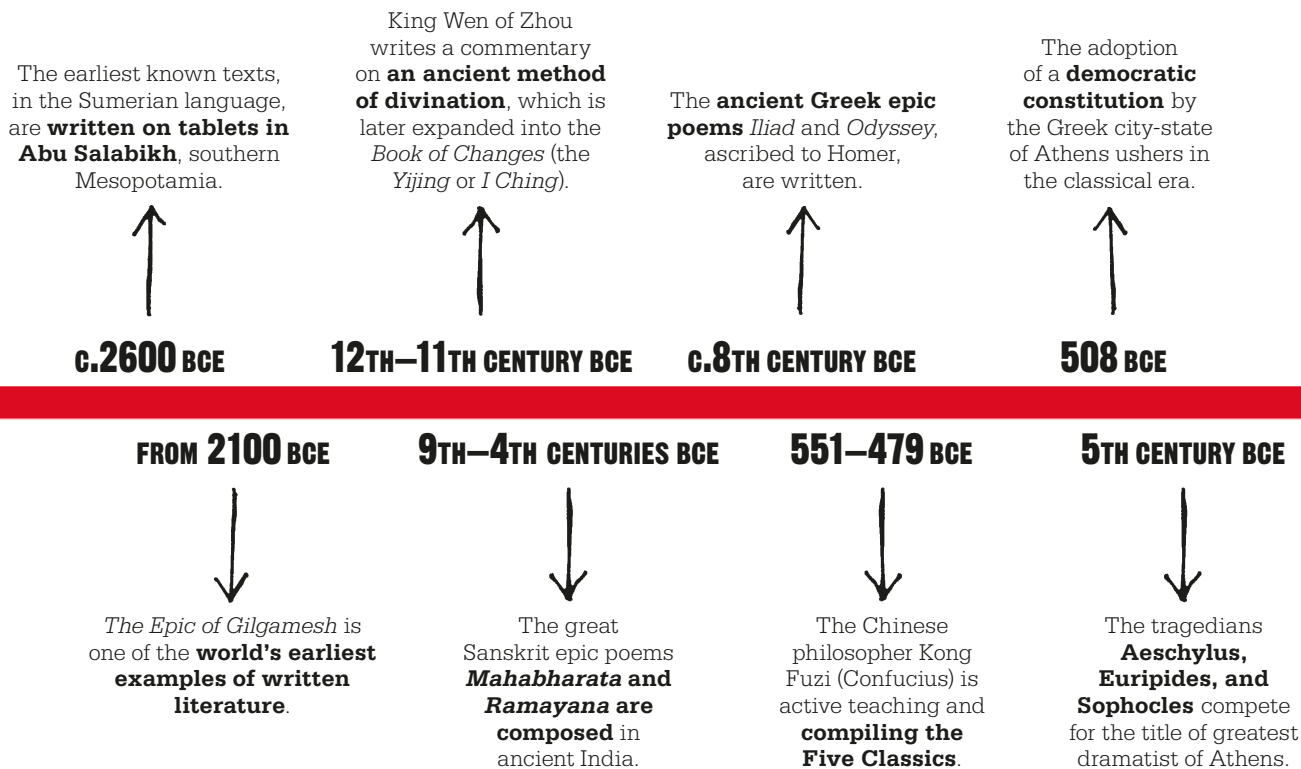 The earliest known texts,
in the Sumerian language,
are written on tablets in
Abu Salabikh, southern
Mesopotamia.
King Wen of Zhou
writes a commentary
on an ancient method
of divination, which is
later expanded into the
Book of Changes (the
Yijing or I Ching).
The ancient Greek epic
poems Iliad and Odyssey,
ascribed to Homer,
are written.
The adoption
of a democratic
constitution by
the Greek city-state
of Athens ushers in
the classical era.
C.2600 BCE
12TH–11TH CENTURY BCE
C.8TH CENTURY BCE
508 BCE
FROM 2100 BCE
9TH–4TH CENTURIES BCE
551–479 BCE
5TH CENTURY BCE
The Epic of Gilgamesh is
one of the world's earliest
examples of written
literature.
The great
Sanskrit epic poems
Mahabharata and
Ramayana are
composed in
ancient India.
The Chinese
philosopher Kong
Fuzi (Confucius) is
active teaching and
compiling the
Five Classics.
The tragedians
Aeschylus,
Euripides, and
Sophocles compete
for the title of greatest
dramatist of Athens.